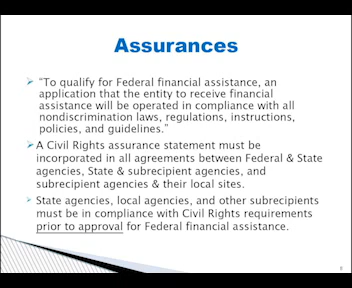 Assurances
"To qualify for Federal financial assistance, an
application that the entity to receive financial
assistance will be operated in compliance with all
nondiscrimination laws, regulations, instructions,
policies, and guidelines."
A Civil Rights assurance statement must be
incorporated in all agreements between Federal & State
agencies, State & subrecipient agencies, and
subrecipient agencies & their local sites.
State agencies, local agencies, and other subrecipients
must be in compliance with Civil Rights requirements
prior to approval for Federal financial assistance.